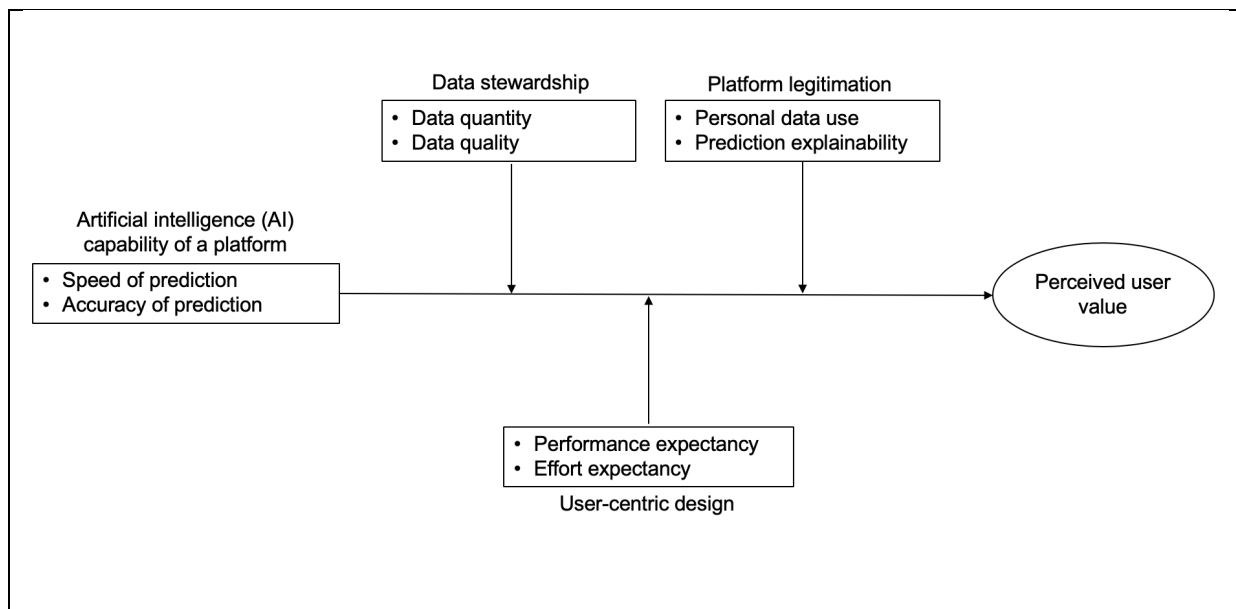 Data stewardship
• Data quantity
• Data quality
Platform legitimation
• Personal data use
• Prediction explainability
Artificial intelligence (AI)
capability of a platform
• Speed of prediction
• Accuracy of prediction
Perceived user
value
• Performance expectancy
• Effort expectancy
User-centric design